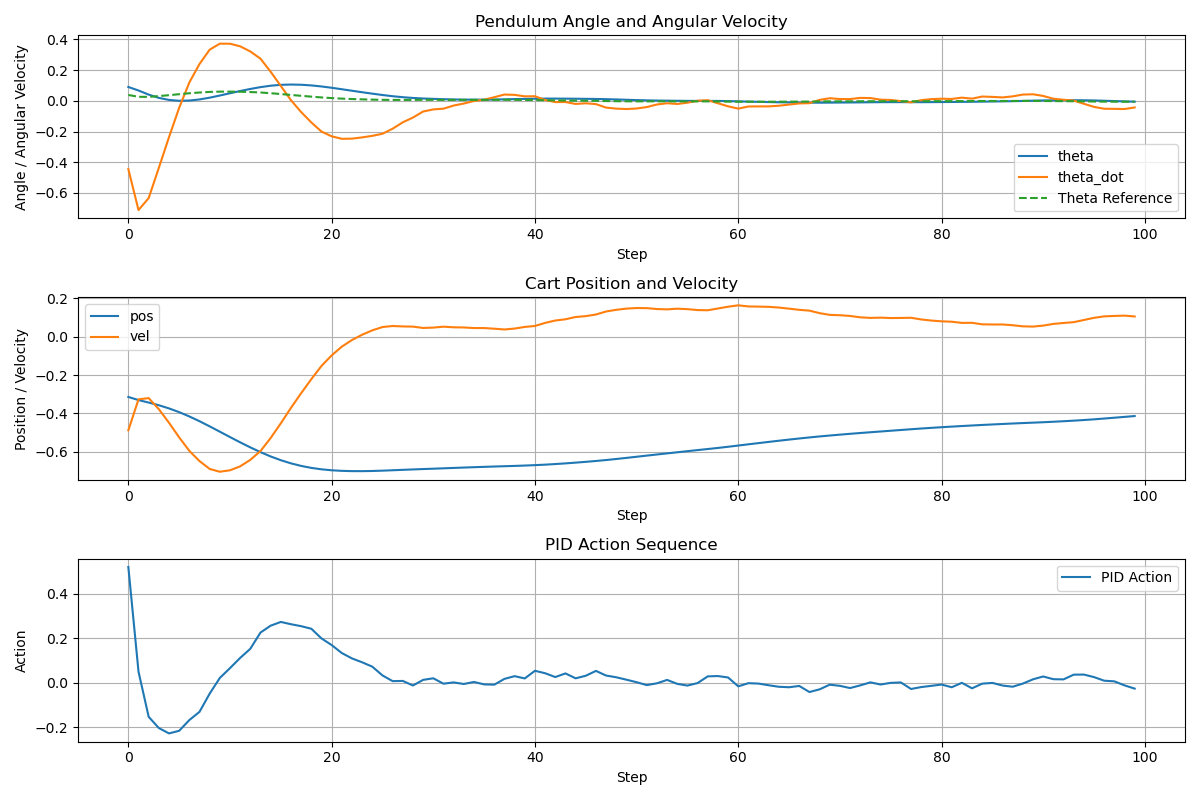 Pendulum Angle and Angular Velocity
Angle / Angular Velocity
0.4
0.2
0.0
−0.2
−0.4
−0.6
theta
theta_dot
Theta Reference
0 20 40 60 80 100
Step
Cart Position and Velocity
Position / Velocity
0.2
0.0
−0.2
−0.4
−0.6
pos
vel
0 20 40 60 80 100
Step
PID Action Sequence
Action
0.4
0.2
0.0
−0.2
PID Action
0 20 40 60 80 100
Step